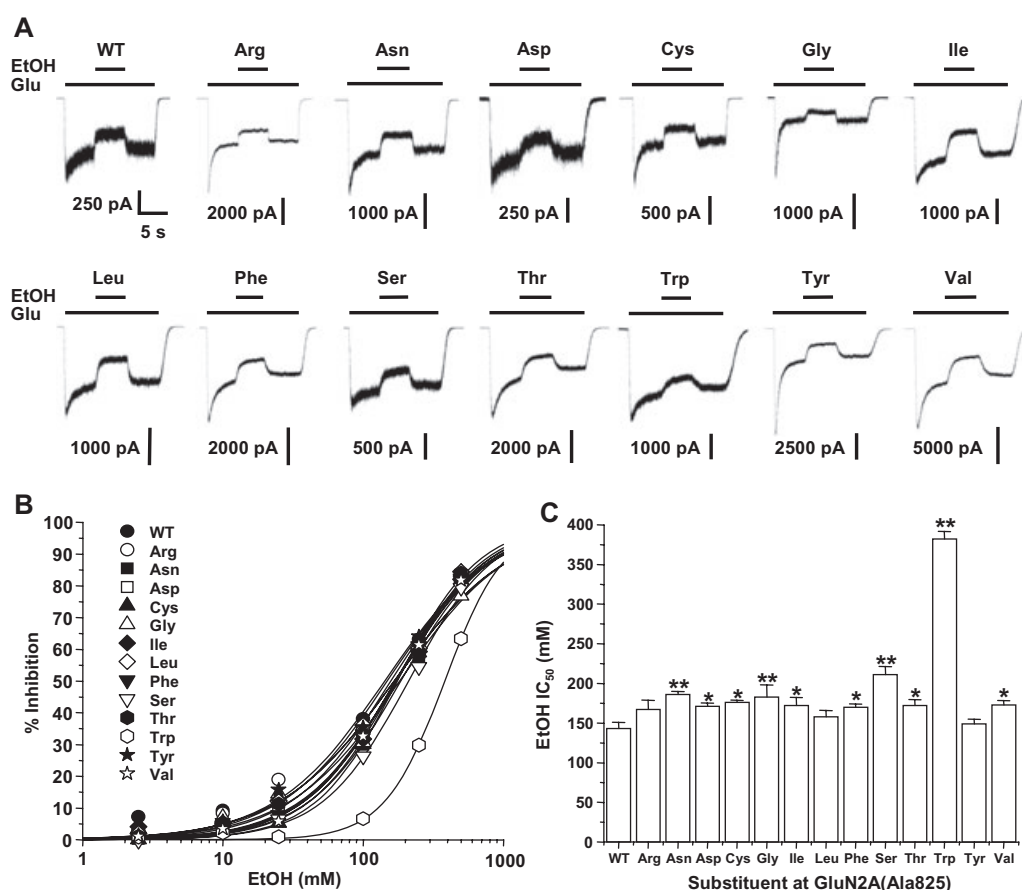 A
WT Arg Asn Asp Cys Gly Ile
EtOH
Glu
250 pA 2000 pA 1000 pA 250 pA 500 pA 1000 pA 1000 pA
5 s
Leu Phe Ser Thr Trp Tyr Val
EtOH
Glu
1000 pA 2000 pA 500 pA 2000 pA 1000 pA 2500 pA 5000 pA
B
% Inhibition
100
90
80
70
60
50
40
30
20
10
0
WT
Arg
Asn
Asp
Cys
Gly
Ile
Leu
Phe
Ser
Thr
Trp
Tyr
Val
1 10 100 1000
EtOH (mM)
C
EtOH IC50 (mM)
400
350
300
250
200
150
100
50
0
** * * ** * * ** * ** *
WT Arg Asn Asp Cys Gly Ile Leu Phe Ser Thr Trp Tyr Val
Substituent at GluN2A(Ala825)